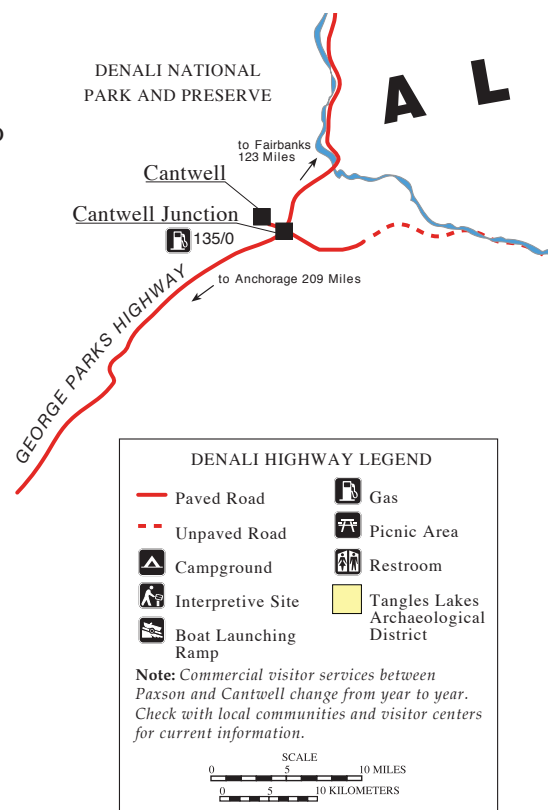 DENALI NATIONAL
PARK AND PRESERVE
A L
to Fairbanks
123 Miles
Cantwell
Cantwell Junction
135/0
to Anchorage 209 Miles
GEORGE PARKS HIGHWAY
DENALI HIGHWAY LEGEND
Paved Road
Unpaved Road
Campground
Interpretive Site
Boat Launching
Ramp
Gas
Picnic Area
Restroom
Tangles Lakes
Archaeological
District
Note: Commercial visitor services between
Paxson and Cantwell change from year to year.
Check with local communities and visitor centers
for current information.
SCALE
0 5 10 MILES
0 5 10 KILOMETERS